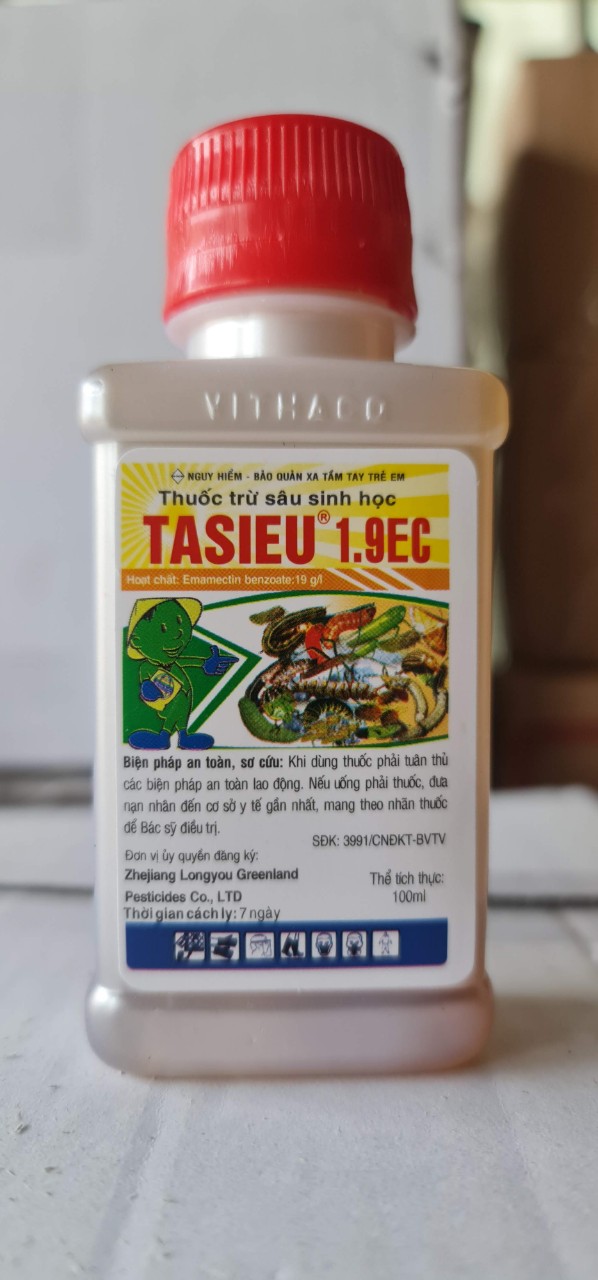 VITHACO
NGUY HIỂM - BẢO QUẢN XA TẦM TAY TRẺ EM
Thuốc trừ sâu sinh học
TASIEU® 1.9EC
Hoạt chất: Emamectin benzoate:19 g/l
Biện pháp an toàn, sơ cứu: Khi dùng thuốc phải tuân thủ
các biện pháp an toàn lao động. Nếu uống phải thuốc, đưa
nạn nhân đến cơ sở y tế gần nhất, mang theo nhãn thuốc
để Bác sỹ điều trị.
SĐK: 3991/CNĐKT-BVTV
Đơn vị ủy quyền đăng ký:
Zhejiang Longyou Greenland
Pesticides Co., LTD
Thể tích thực:
100ml
Thời gian cách ly: 7 ngày